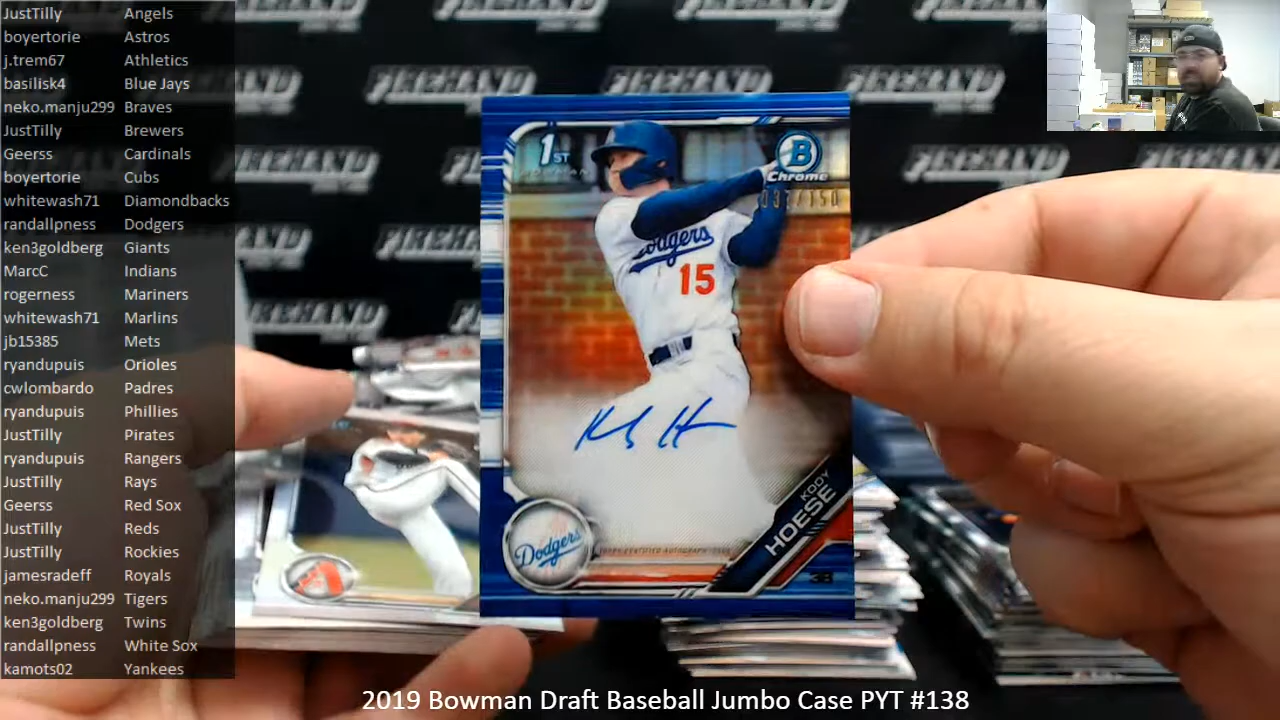 JustTilly Angels
boyertorie Astros
j.trem67 Athletics
basilisk4 Blue Jays
neko.manju299 Braves
JustTilly Brewers
Geerss Cardinals
boyertorie Cubs
whitewash71 Diamondbacks
randallpness Dodgers
ken3goldberg Giants
MarcC Indians
rogerness Mariners
whitewash71 Marlins
jb15385 Mets
ryandupuis Orioles
cwlombardo Padres
ryandupuis Phillies
JustTilly Pirates
ryandupuis Rangers
JustTilly Rays
Geerss Red Sox
JustTilly Reds
JustTilly Rockies
jamesradeff Royals
neko.manju299 Tigers
ken3goldberg Twins
randallpness White Sox
kamots02 Yankees
FIREHAND
1ST
BOWMAN
B
Chrome
/150
Dodgers
15
KODY
HOESE
3B
Dodgers
2019 Bowman Draft Baseball Jumbo Case PYT #138